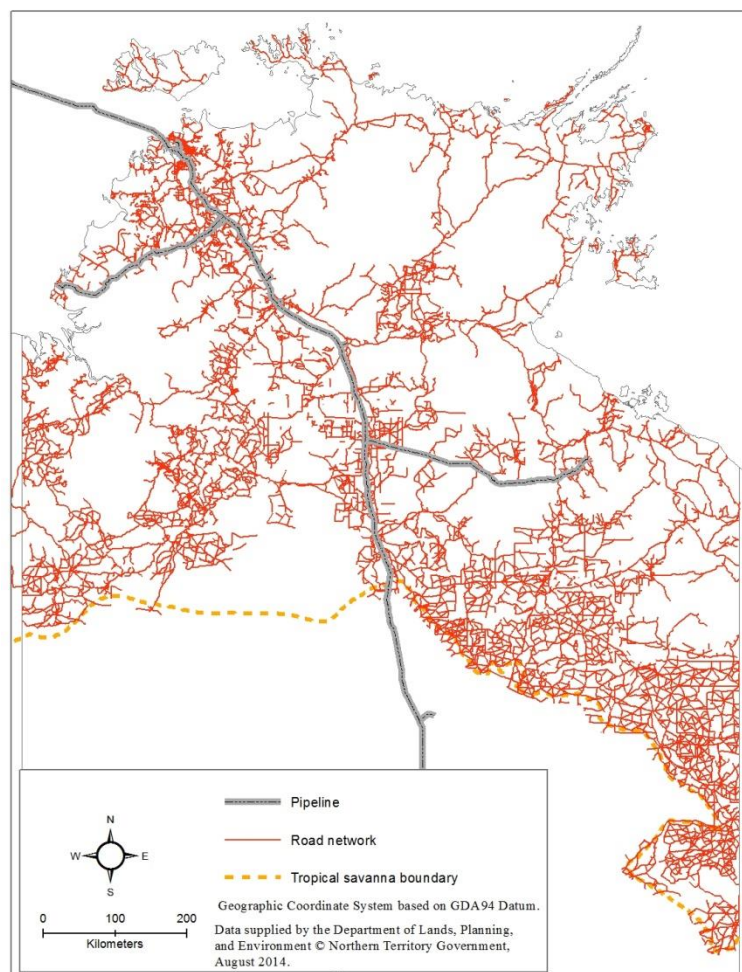 Pipeline
Road network
Tropical savanna boundary
N
W
E
S
0 100 200
Kilometers
Geographic Coordinate System based on GDA94 Datum.
Data supplied by the Department of Lands, Planning,
and Environment © Northern Territory Government,
August 2014.